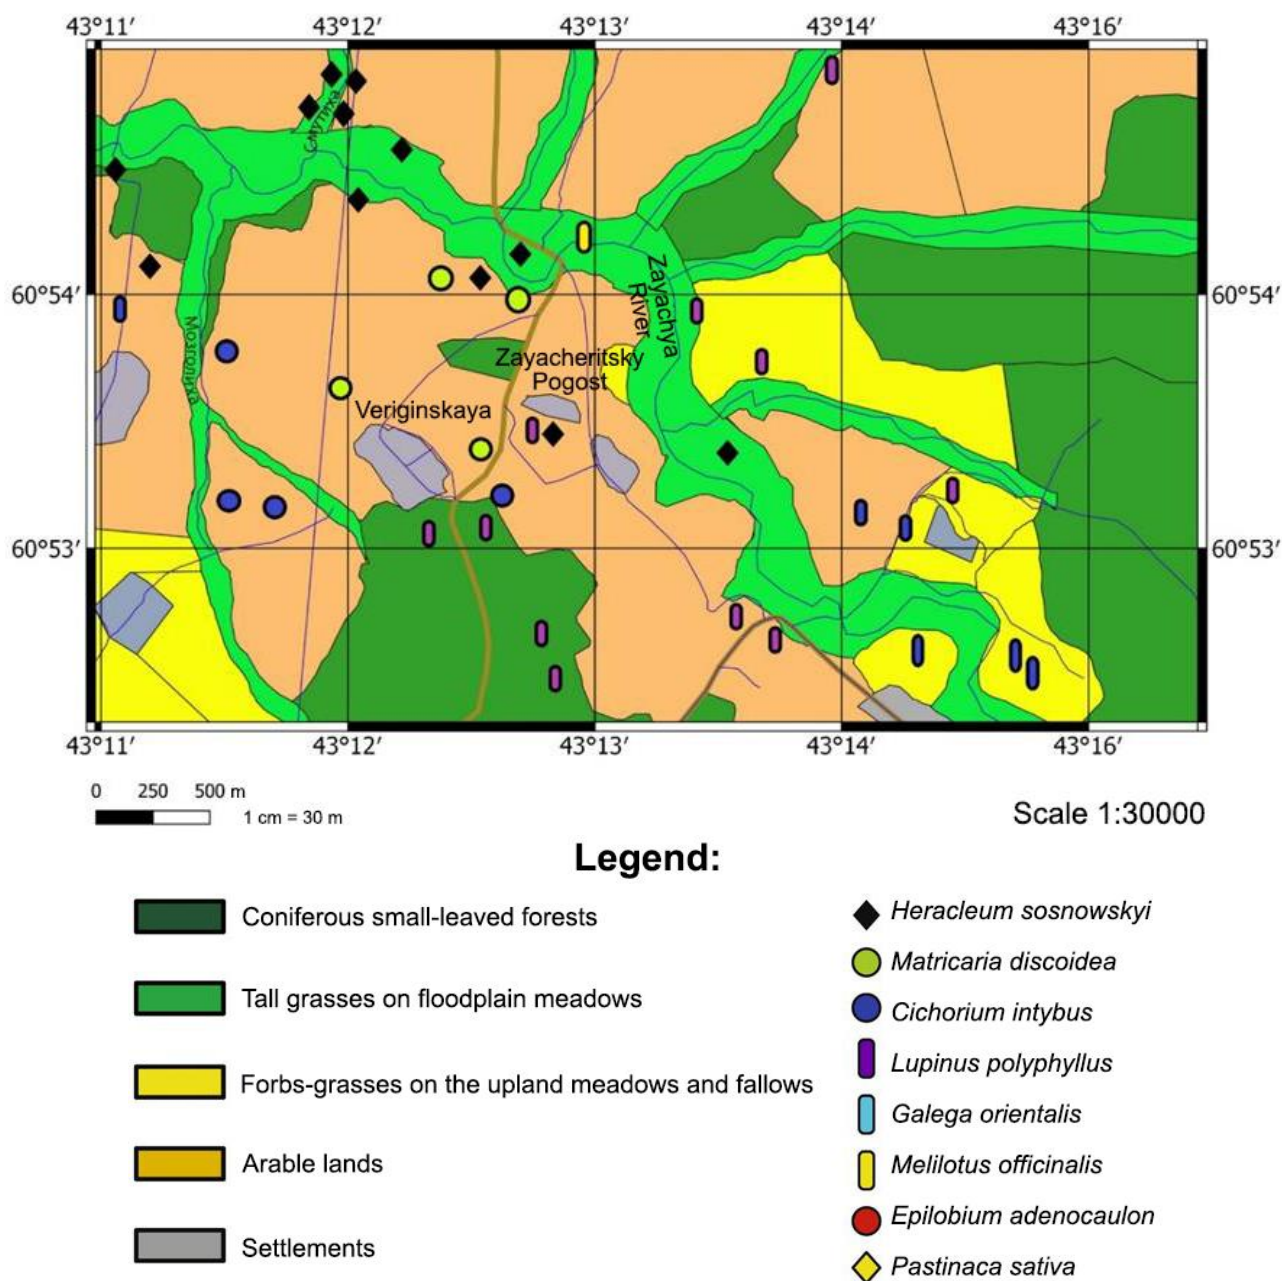 43°11′ 43°12′ 43°13′ 43°14′ 43°16′
Смутиха
60°54′ 60°54′
Zayachya
River
Мозголиха
Zayacheritsky
Pogost
Veriginskaya
60°53′ 60°53′
43°11′ 43°12′ 43°13′ 43°14′ 43°16′
0 250 500 m
1 cm = 30 m
Scale 1:30000
Legend:
Coniferous small-leaved forests
Tall grasses on floodplain meadows
Forbs-grasses on the upland meadows and fallows
Arable lands
Settlements
Heracleum sosnowskyi
Matricaria discoidea
Cichorium intybus
Lupinus polyphyllus
Galega orientalis
Melilotus officinalis
Epilobium adenocaulon
Pastinaca sativa